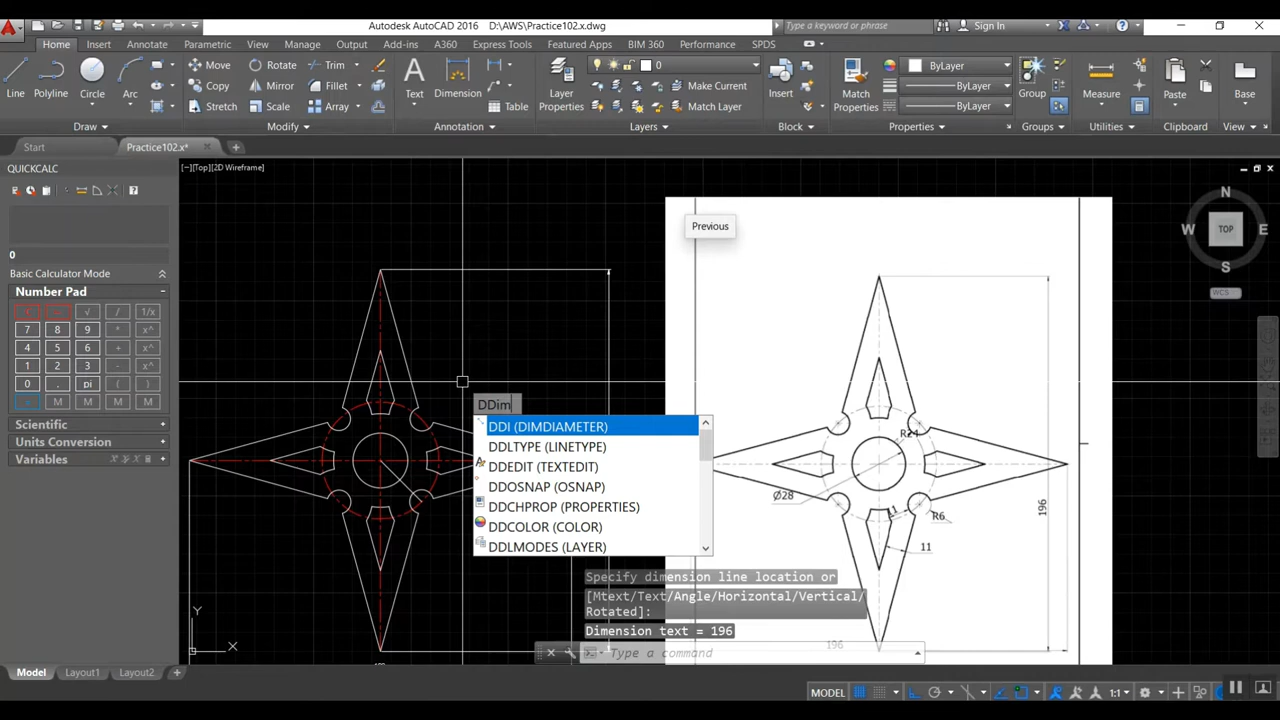 Autodesk AutoCAD 2016 D:\AWS\Practice102.x.dwg
Type a keyword or phrase
Sign In
Home Insert Annotate Parametric View Manage Output Add-ins A360 Express Tools Featured Apps BIM 360 Performance SPDS
Line Polyline Circle Arc
Move Rotate Trim
Copy Mirror Fillet
Stretch Scale Array
Text Dimension Table
Layer Properties
0
Make Current
Match Layer
Insert
Match Properties
ByLayer
ByLayer
ByLayer
Group
Measure
Paste
Base
Draw Modify Annotation Layers Block Properties Groups Utilities Clipboard View
Start Practice102.x*
QUICKCALC
[−][Top][2D Wireframe]
0
Basic Calculator Mode
Number Pad
C <-- √ / 1/x
7 8 9 * x^
4 5 6 + x^
1 2 3 - x^
0 . pi ( )
= M M M M
Scientific
Units Conversion
Variables
Previous
N
W TOP E
S
WCS
DDim
DDI (DIMDIAMETER)
DDLTYPE (LINETYPE)
DDEDIT (TEXTEDIT)
DDOSNAP (OSNAP)
DDCHPROP (PROPERTIES)
DDCOLOR (COLOR)
DDLMODES (LAYER)
R24
Ø28
11
R6
11
196
196
Specify dimension line location or
[Mtext/Text/Angle/Horizontal/Vertical/
Rotated]:
Dimension text = 196
Type a command
Y
X
Model Layout1 Layout2
MODEL
1:1